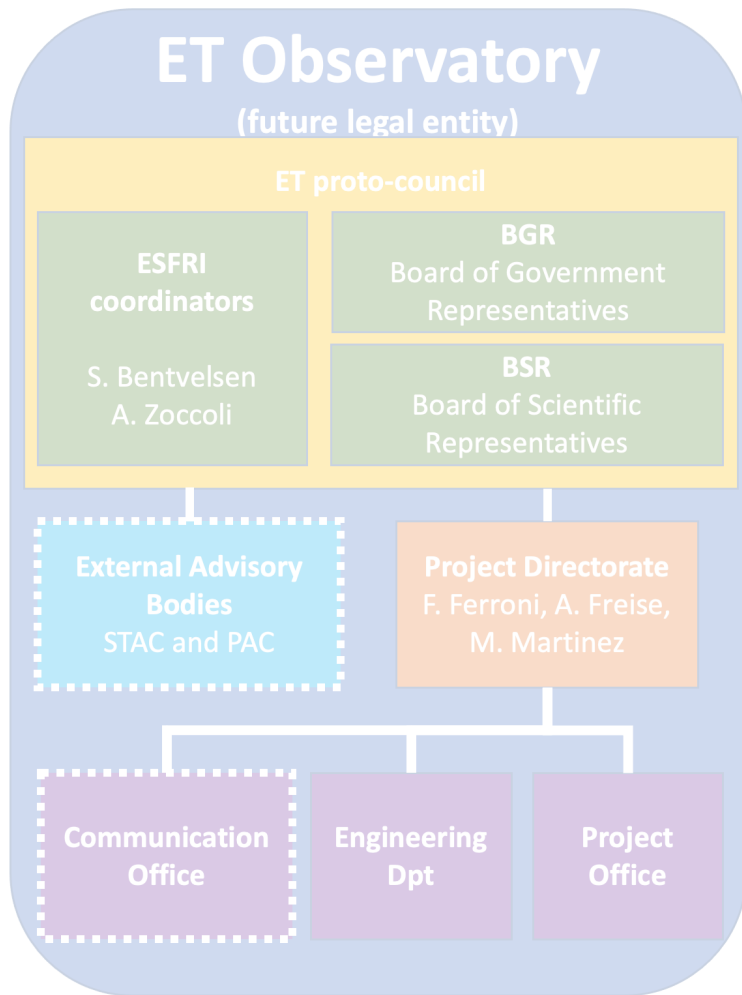 ET Observatory
(future legal entity)
ET proto-council
ESFRI
coordinators
S. Bentvelsen
A. Zoccoli
BGR
Board of Government
Representatives
BSR
Board of Scientific
Representatives
External Advisory
Bodies
STAC and PAC
Project Directorate
F. Ferroni, A. Freise,
M. Martinez
Communication
Office
Engineering
Dpt
Project
Office